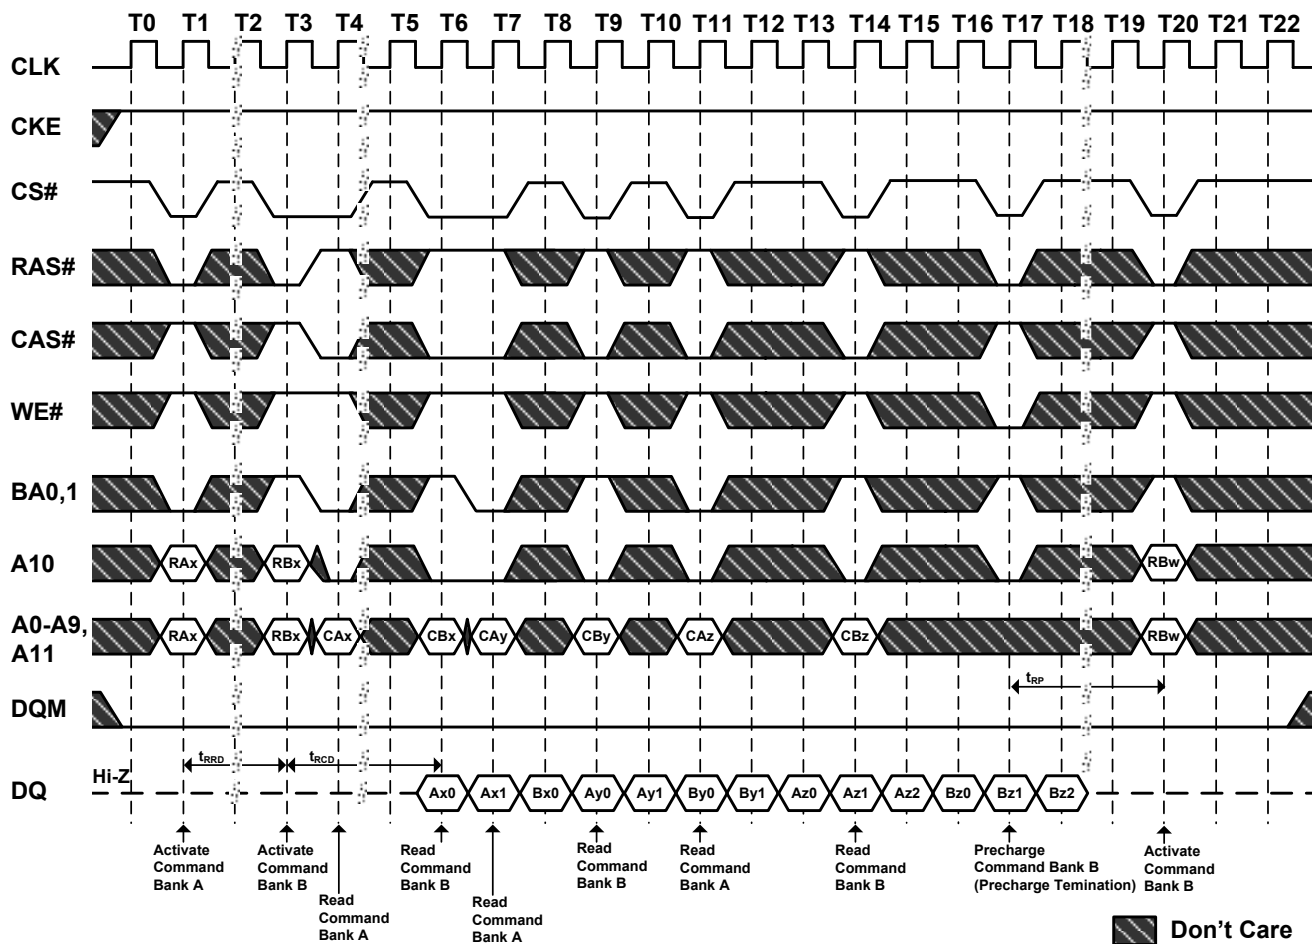 T0 T1 T2 T3 T4 T5 T6 T7 T8 T9 T10 T11 T12 T13 T14 T15 T16 T17 T18 T19 T20 T21 T22
CLK
CKE
CS#
RAS#
CAS#
WE#
BA0,1
A10 RAx RBx RBw
A0-A9,
A11
RAx RBx CAx CBx CAy CBy CAz CBz RBw
tRP
DQM
tRRD tRCD
Hi-Z
DQ Ax0 Ax1 Bx0 Ay0 Ay1 By0 By1 Az0 Az1 Az2 Bz0 Bz1 Bz2
Activate
Command
Bank A
Activate
Command
Bank B
Read
Command
Bank A
Read
Command
Bank B
Read
Command
Bank A
Read
Command
Bank B
Read
Command
Bank A
Read
Command
Bank B
Precharge
Command Bank B
(Precharge Temination)
Activate
Command
Bank B
Don't Care